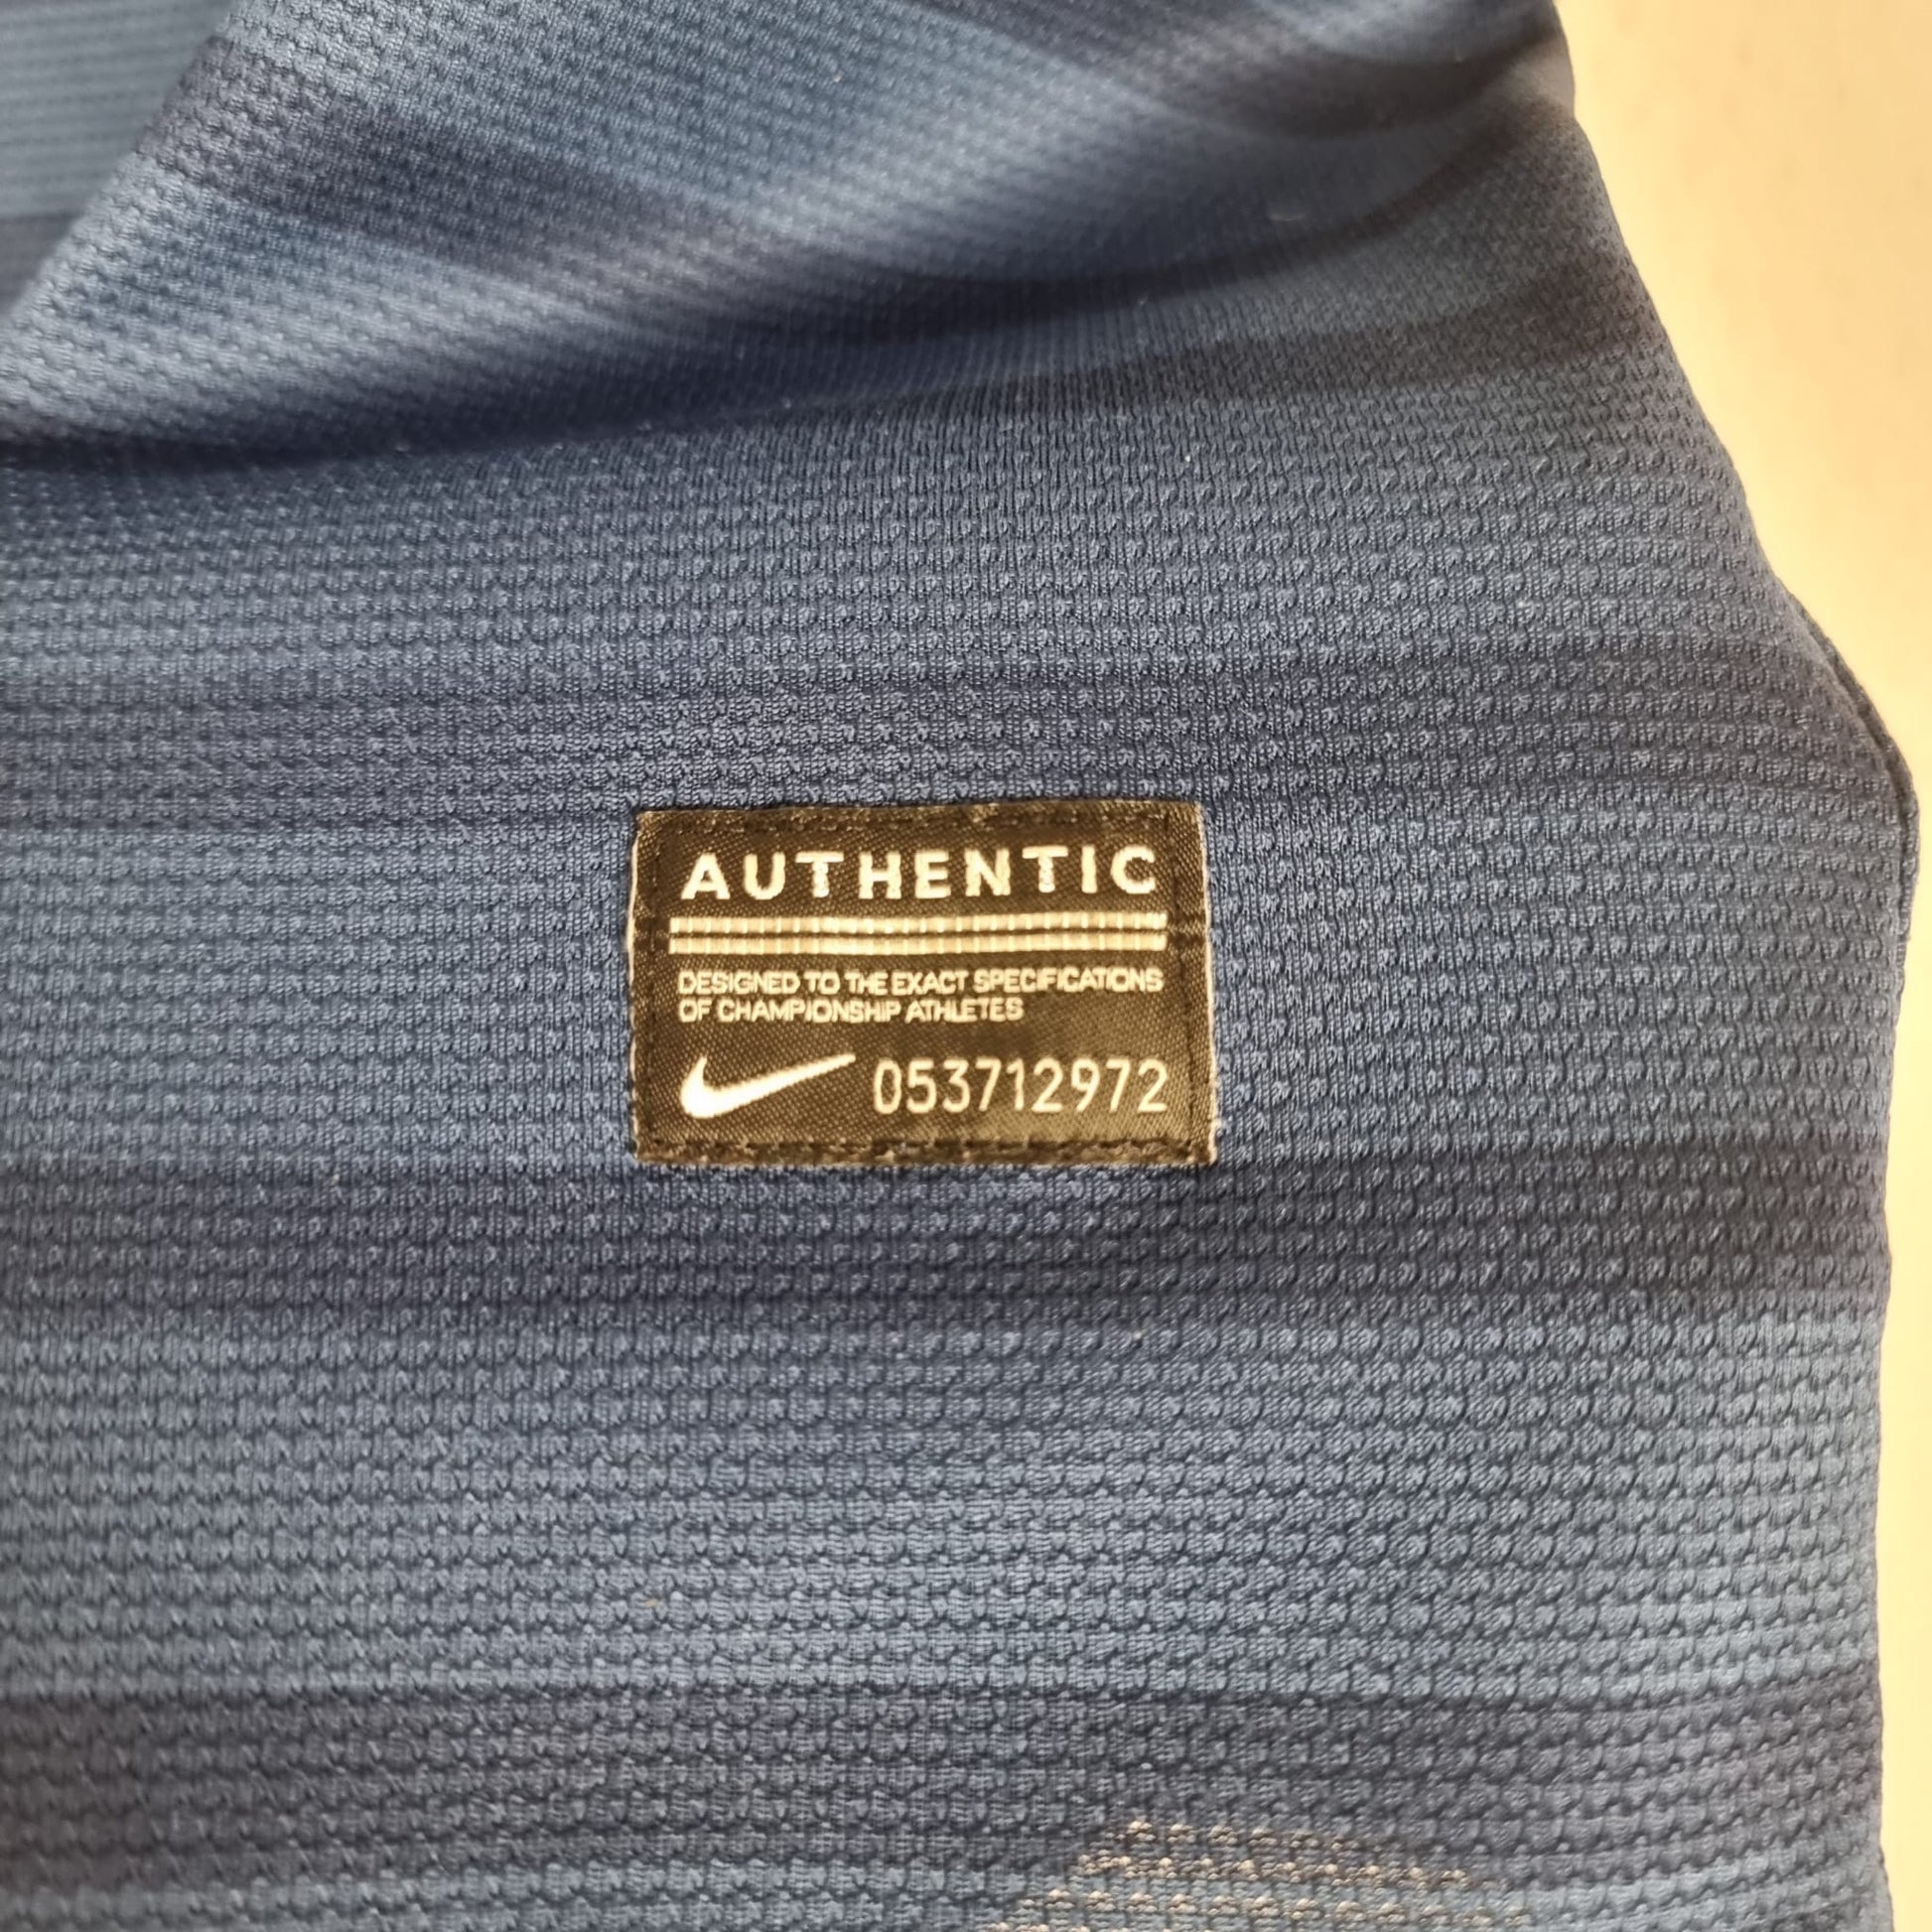 AUTHENTIC
DESIGNED TO THE EXACT SPECIFICATIONS
OF CHAMPIONSHIP ATHLETES
053712972